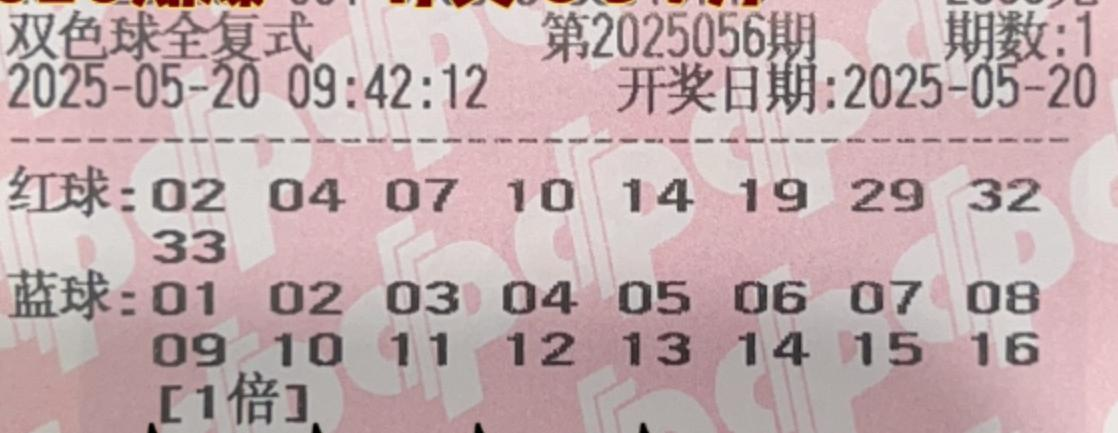 双色球全复式 第2025056期 期数:1
2025-05-20 09:42:12 开奖日期:2025-05-20
红球:02 04 07 10 14 19 29 32
33
蓝球:01 02 03 04 05 06 07 08
09 10 11 12 13 14 15 16
[1倍]